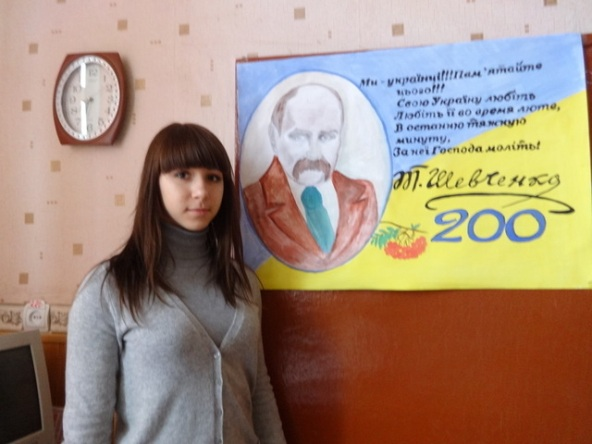 Ми - українці!!! Пам'ятайте
цього!!!
Свою Україну любіть
Любіть її во время люте,
В останню тяжкую
минуту,
За неї Господа моліть!
Т. Шевченко
200